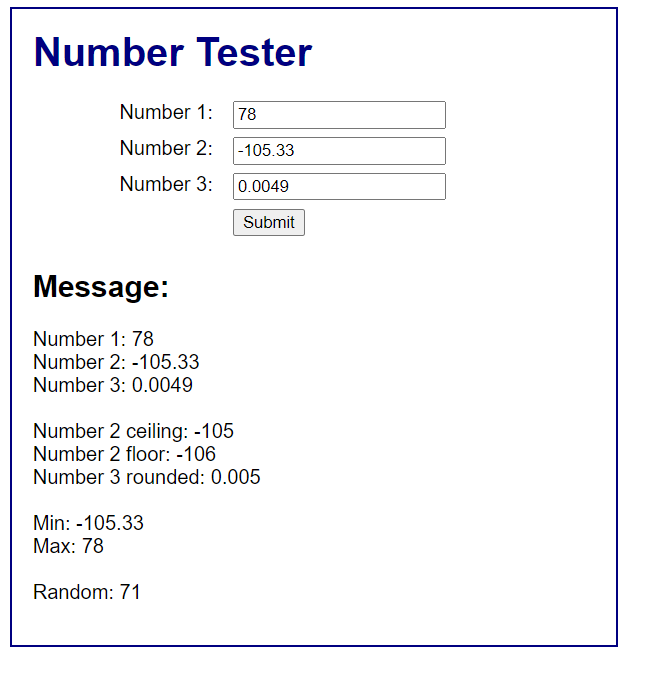 Number Tester
Number 1: 78
Number 2: -105.33
Number 3: 0.0049
Submit
Message:
Number 1: 78
Number 2: -105.33
Number 3: 0.0049
Number 2 ceiling: -105
Number 2 floor: -106
Number 3 rounded: 0.005
Min: -105.33
Max: 78
Random: 71